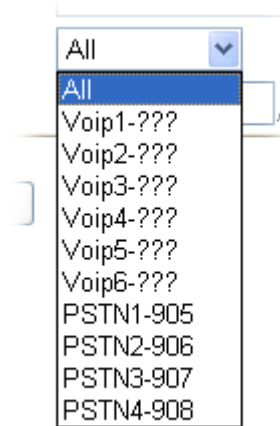 All
All
Voip1-???
Voip2-???
Voip3-???
Voip4-???
Voip5-???
Voip6-???
PSTN1-905
PSTN2-906
PSTN3-907
PSTN4-908